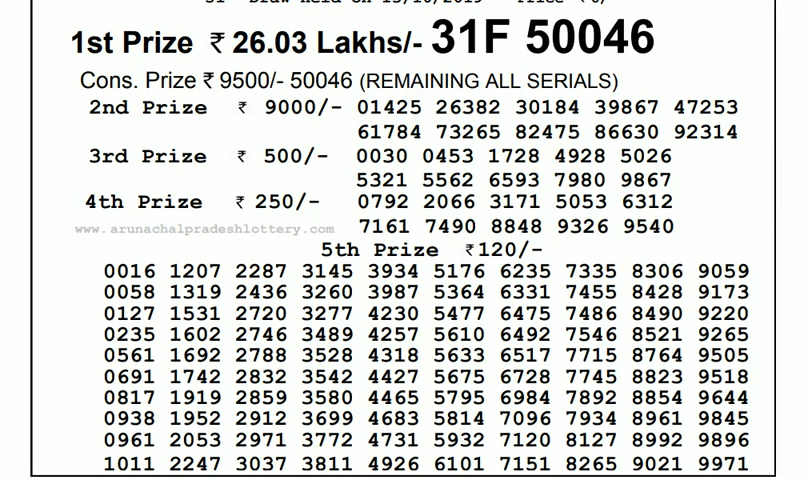 1st Prize ₹ 26.03 Lakhs/- 31F 50046
Cons. Prize ₹ 9500/- 50046 (REMAINING ALL SERIALS)
2nd Prize ₹ 9000/- 01425 26382 30184 39867 47253
61784 73265 82475 86630 92314
3rd Prize ₹ 500/- 0030 0453 1728 4928 5026
5321 5562 6593 7980 9867
4th Prize ₹ 250/- 0792 2066 3171 5053 6312
www.arunachalpradeshlottery.com 7161 7490 8848 9326 9540
5th Prize ₹120/-
0016 1207 2287 3145 3934 5176 6235 7335 8306 9059
0058 1319 2436 3260 3987 5364 6331 7455 8428 9173
0127 1531 2720 3277 4230 5477 6475 7486 8490 9220
0235 1602 2746 3489 4257 5610 6492 7546 8521 9265
0561 1692 2788 3528 4318 5633 6517 7715 8764 9505
0691 1742 2832 3542 4427 5675 6728 7745 8823 9518
0817 1919 2859 3580 4465 5795 6984 7892 8854 9644
0938 1952 2912 3699 4683 5814 7096 7934 8961 9845
0961 2053 2971 3772 4731 5932 7120 8127 8992 9896
1011 2247 3037 3811 4926 6101 7151 8265 9021 9971